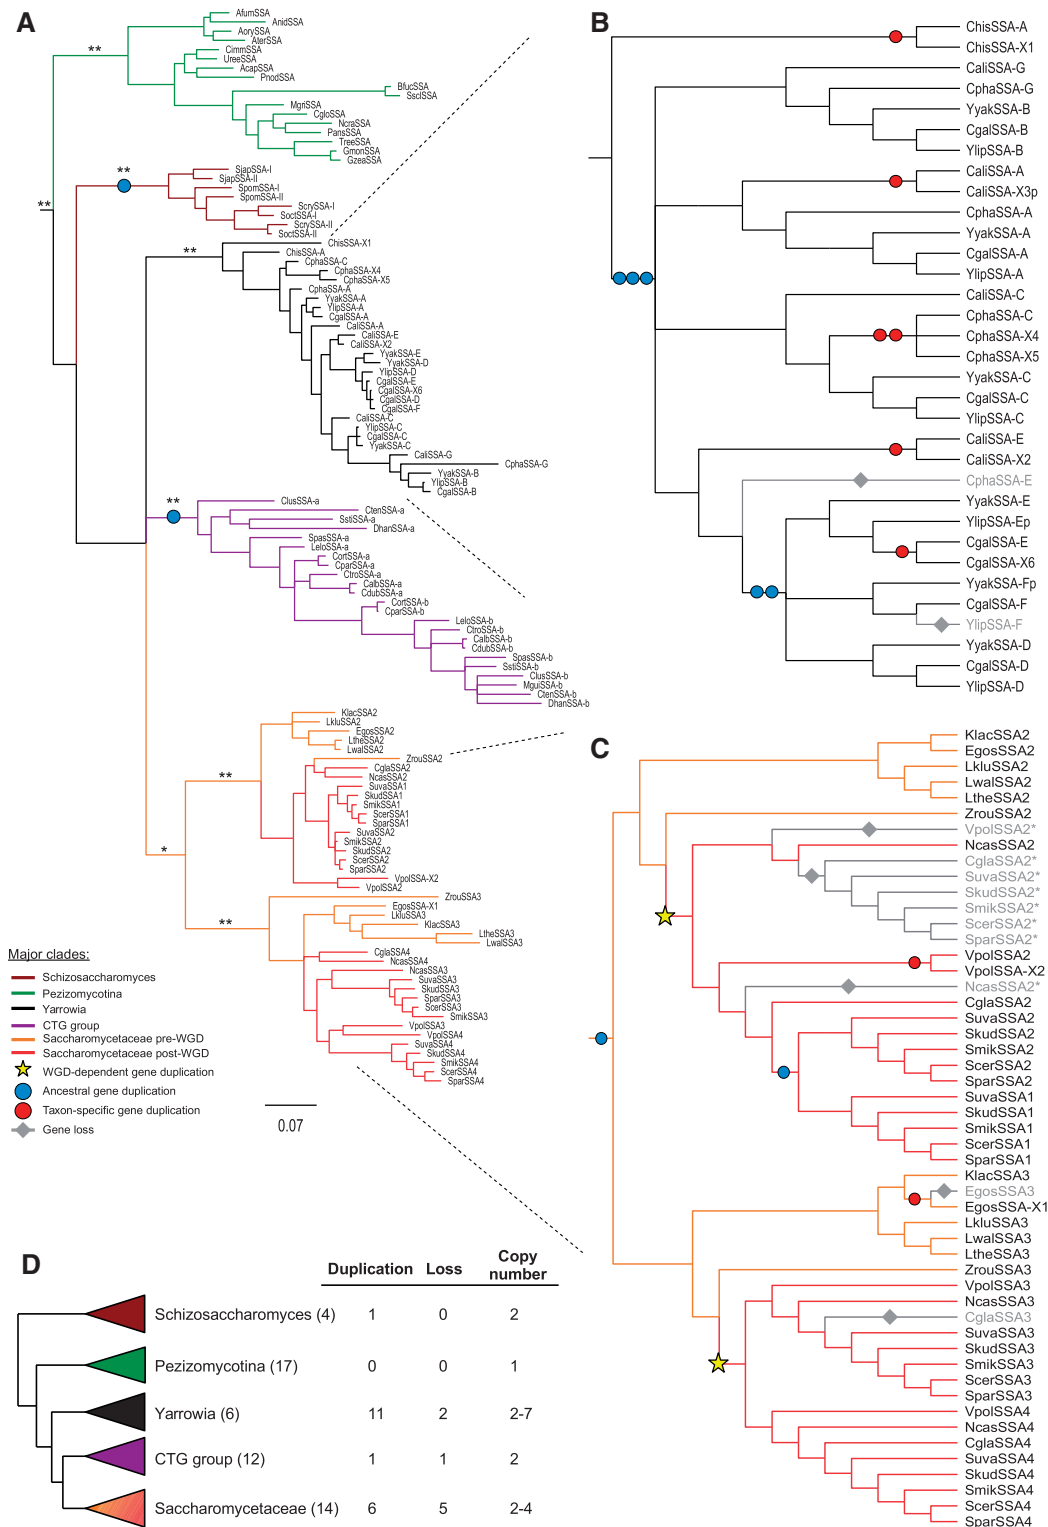 A
AfumSSA
AnidSSA
AorySSA
AterSSA
CimmSSA
UreeSSA
AcapSSA
PnodSSA
BfucSSA
SsclSSA
MgriSSA
CgloSSA
NcraSSA
PansSSA
TreeSSA
GmonSSA
GzeaSSA
**
**
**
SjapSSA-I
SjapSSA-II
SpomSSA-I
SpomSSA-II
ScrySSA-I
SoctSSA-I
ScrySSA-II
SoctSSA-II
**
ChisSSA-X1
ChisSSA-A
CphaSSA-C
CphaSSA-X4
CphaSSA-X5
CphaSSA-A
YyakSSA-A
YlipSSA-A
CgalSSA-A
CaliSSA-A
CaliSSA-E
CaliSSA-X2
YyakSSA-E
YyakSSA-D
YlipSSA-D
CgalSSA-E
CgalSSA-X6
CgalSSA-D
CgalSSA-F
CaliSSA-C
YlipSSA-C
CgalSSA-C
YyakSSA-C
CaliSSA-G
CphaSSA-G
YyakSSA-B
YlipSSA-B
CgalSSA-B
**
ClusSSA-a
CtenSSA-a
SstiSSA-a
DhanSSA-a
SpasSSA-a
LeloSSA-a
CortSSA-a
CparSSA-a
CtroSSA-a
CalbSSA-a
CdubSSA-a
CortSSA-b
CparSSA-b
LeloSSA-b
CtroSSA-b
CalbSSA-b
CdubSSA-b
SpasSSA-b
SstiSSA-b
ClusSSA-b
MguiSSA-b
CtenSSA-b
DhanSSA-b
KlacSSA2
LkluSSA2
EgosSSA2
LtheSSA2
LwalSSA2
ZrouSSA2
**
CglaSSA2
NcasSSA2
SuvaSSA1
SkudSSA1
SmikSSA1
ScerSSA1
SparSSA1
SuvaSSA2
SmikSSA2
SkudSSA2
ScerSSA2
SparSSA2
*
VpolSSA-X2
VpolSSA2
ZrouSSA3
**
EgosSSA-X1
LkluSSA3
KlacSSA3
LtheSSA3
LwalSSA3
CglaSSA4
NcasSSA4
NcasSSA3
SuvaSSA3
SkudSSA3
SparSSA3
ScerSSA3
SmikSSA3
VpolSSA3
VpolSSA4
SuvaSSA4
SkudSSA4
SmikSSA4
ScerSSA4
SparSSA4
0.07
Major clades:
Schizosaccharomyces
Pezizomycotina
Yarrowia
CTG group
Saccharomycetaceae pre-WGD
Saccharomycetaceae post-WGD
WGD-dependent gene duplication
Ancestral gene duplication
Taxon-specific gene duplication
Gene loss
B
ChisSSA-A
ChisSSA-X1
CaliSSA-G
CphaSSA-G
YyakSSA-B
CgalSSA-B
YlipSSA-B
CaliSSA-A
CaliSSA-X3p
CphaSSA-A
YyakSSA-A
CgalSSA-A
YlipSSA-A
CaliSSA-C
CphaSSA-C
CphaSSA-X4
CphaSSA-X5
YyakSSA-C
CgalSSA-C
YlipSSA-C
CaliSSA-E
CaliSSA-X2
CphaSSA-E
YyakSSA-E
YlipSSA-Ep
CgalSSA-E
CgalSSA-X6
YyakSSA-Fp
CgalSSA-F
YlipSSA-F
YyakSSA-D
CgalSSA-D
YlipSSA-D
C
KlacSSA2
EgosSSA2
LkluSSA2
LwalSSA2
LtheSSA2
ZrouSSA2
VpolSSA2*
NcasSSA2
CglaSSA2*
SuvaSSA2*
SkudSSA2*
SmikSSA2*
ScerSSA2*
SparSSA2*
VpolSSA2
VpolSSA-X2
NcasSSA2*
CglaSSA2
SuvaSSA2
SkudSSA2
SmikSSA2
ScerSSA2
SparSSA2
SuvaSSA1
SkudSSA1
SmikSSA1
ScerSSA1
SparSSA1
KlacSSA3
EgosSSA3
EgosSSA-X1
LkluSSA3
LwalSSA3
LtheSSA3
ZrouSSA3
VpolSSA3
NcasSSA3
CglaSSA3
SuvaSSA3
SkudSSA3
SmikSSA3
ScerSSA3
SparSSA3
VpolSSA4
NcasSSA4
CglaSSA4
SuvaSSA4
SkudSSA4
SmikSSA4
ScerSSA4
SparSSA4
D
Duplication Loss Copy number
Schizosaccharomyces (4) 1 0 2
Pezizomycotina (17) 0 0 1
Yarrowia (6) 11 2 2-7
CTG group (12) 1 1 2
Saccharomycetaceae (14) 6 5 2-4